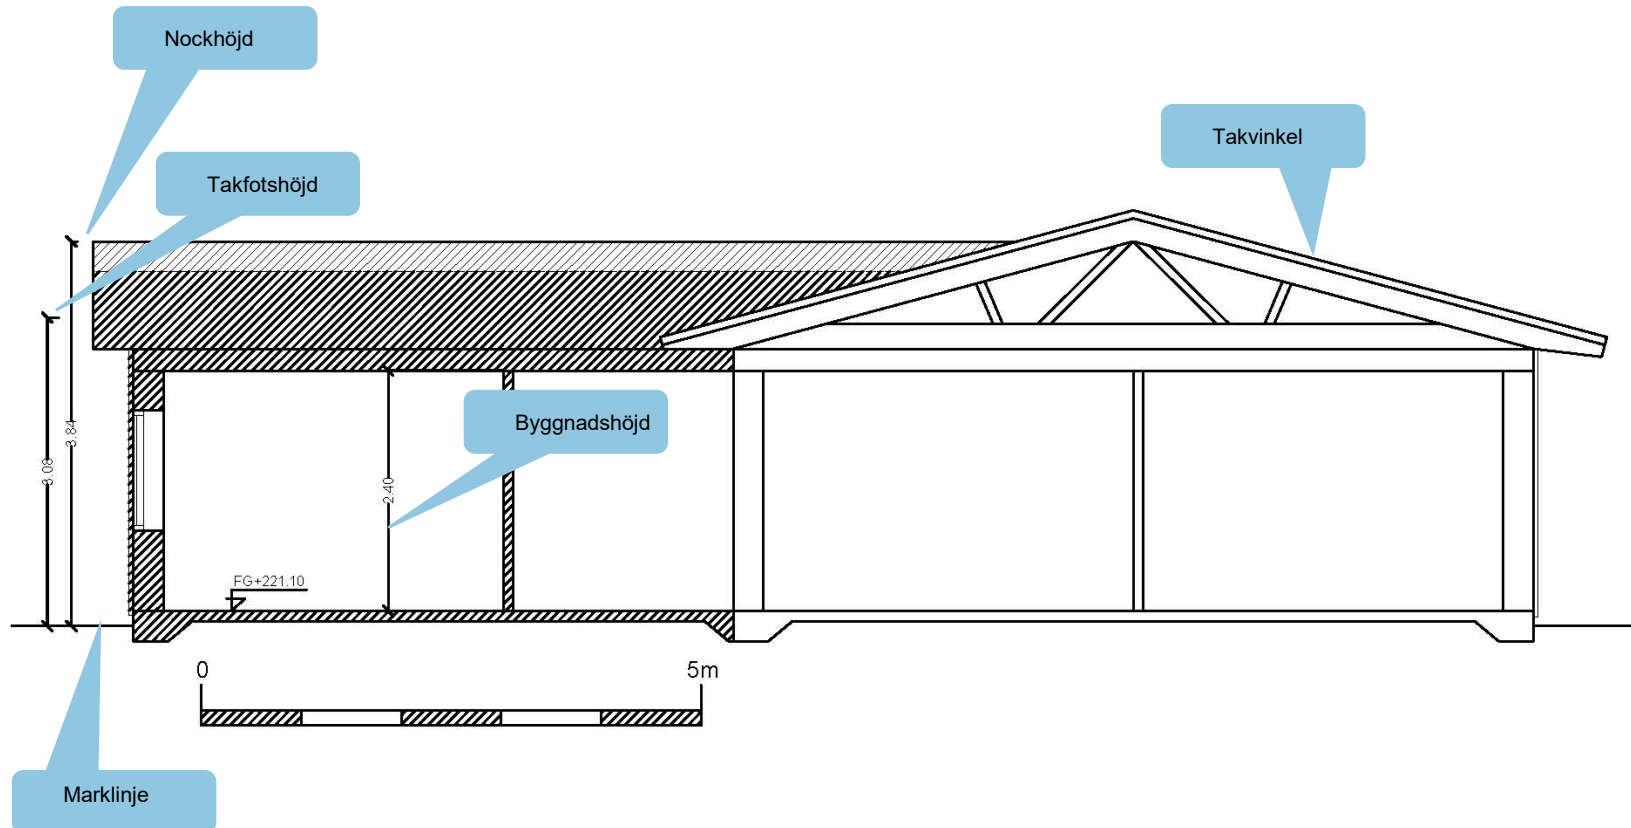 Nockhöjd
Takvinkel
Takfotshöjd
Byggnadshöjd
3.84
3.08
2.40
FG+221.10
0
5m
Marklinje